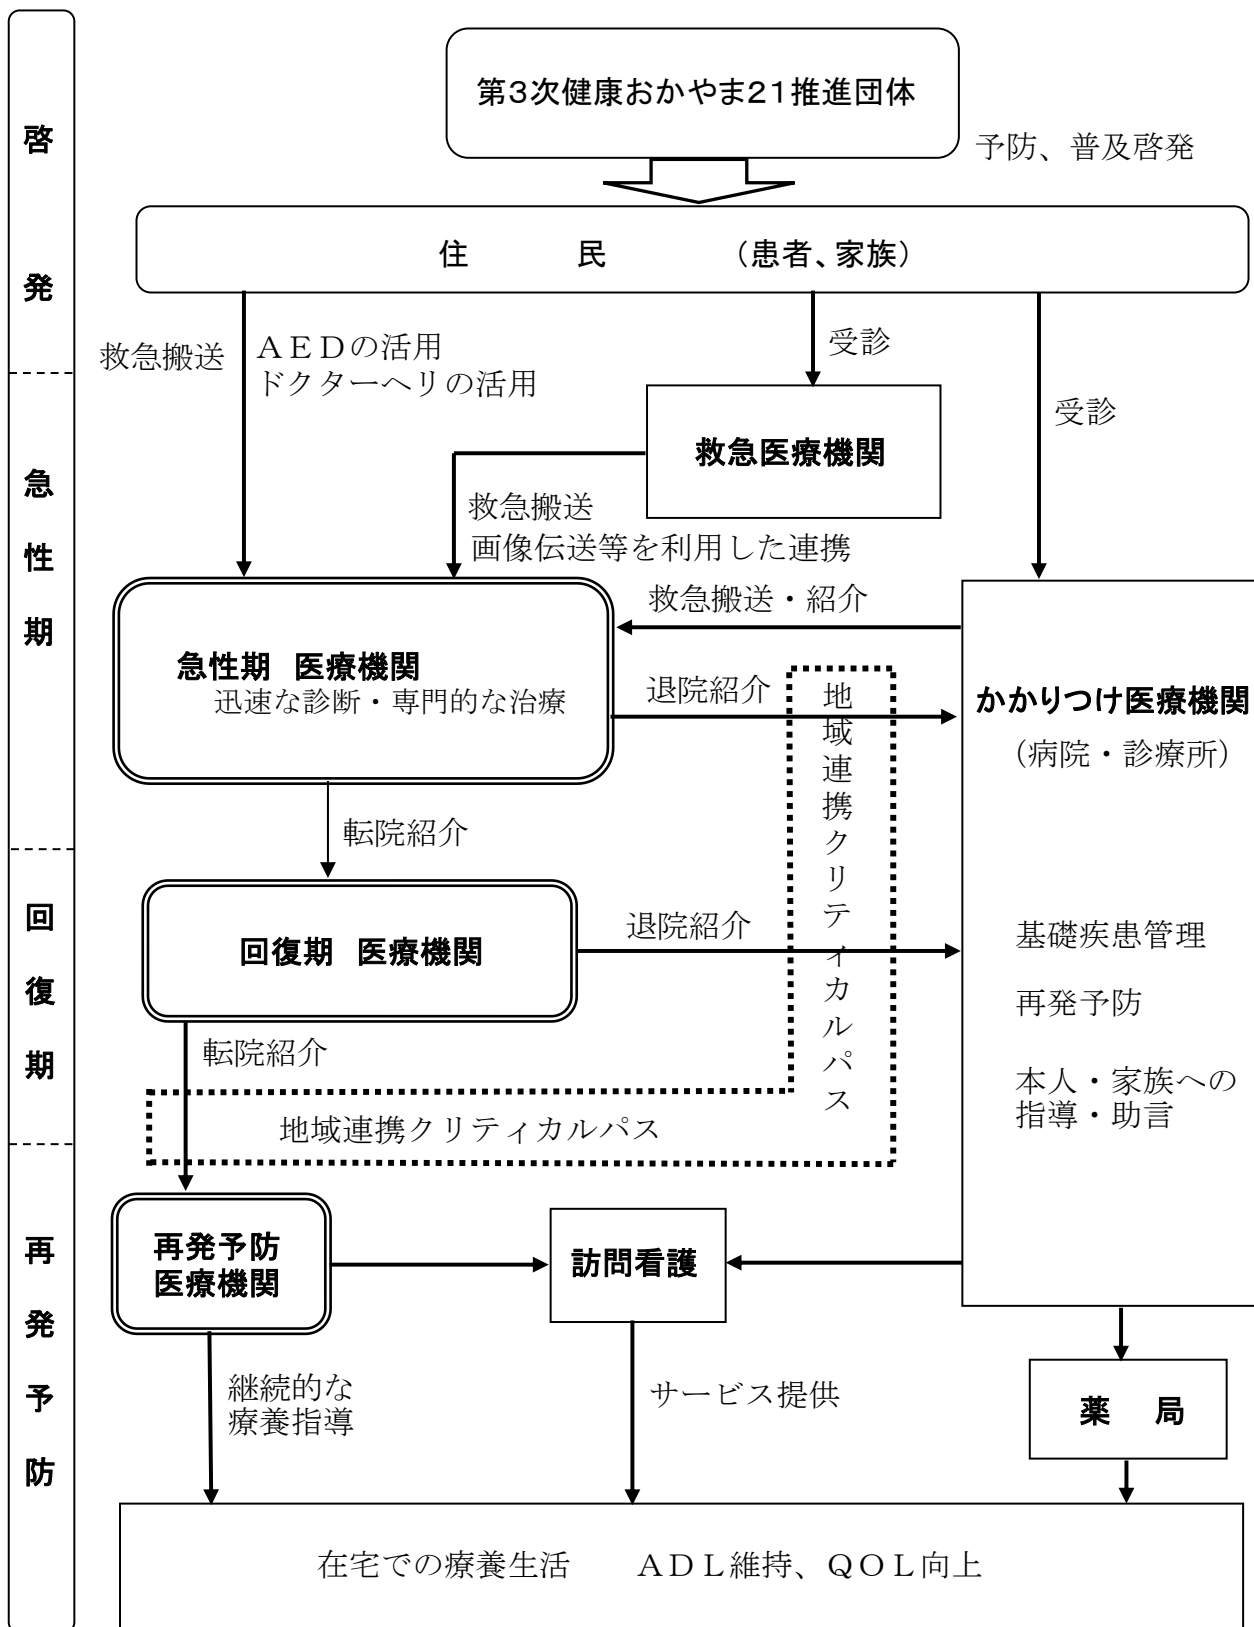 啓発
急性期
回復期
再発予防
第3次健康おかやま21推進団体
予防、普及啓発
住　民　（患者、家族）
救急搬送
ＡＥＤの活用
ドクターヘリの活用
受診
受診
救急医療機関
救急搬送
画像伝送等を利用した連携
救急搬送・紹介
急性期　医療機関
迅速な診断・専門的な治療
退院紹介
地域連携クリティカルパス
かかりつけ医療機関
（病院・診療所）
転院紹介
回復期　医療機関
退院紹介
基礎疾患管理
再発予防
本人・家族への
指導・助言
転院紹介
地域連携クリティカルパス
再発予防
医療機関
訪問看護
継続的な
療養指導
サービス提供
薬　局
在宅での療養生活　ＡＤＬ維持、ＱＯＬ向上